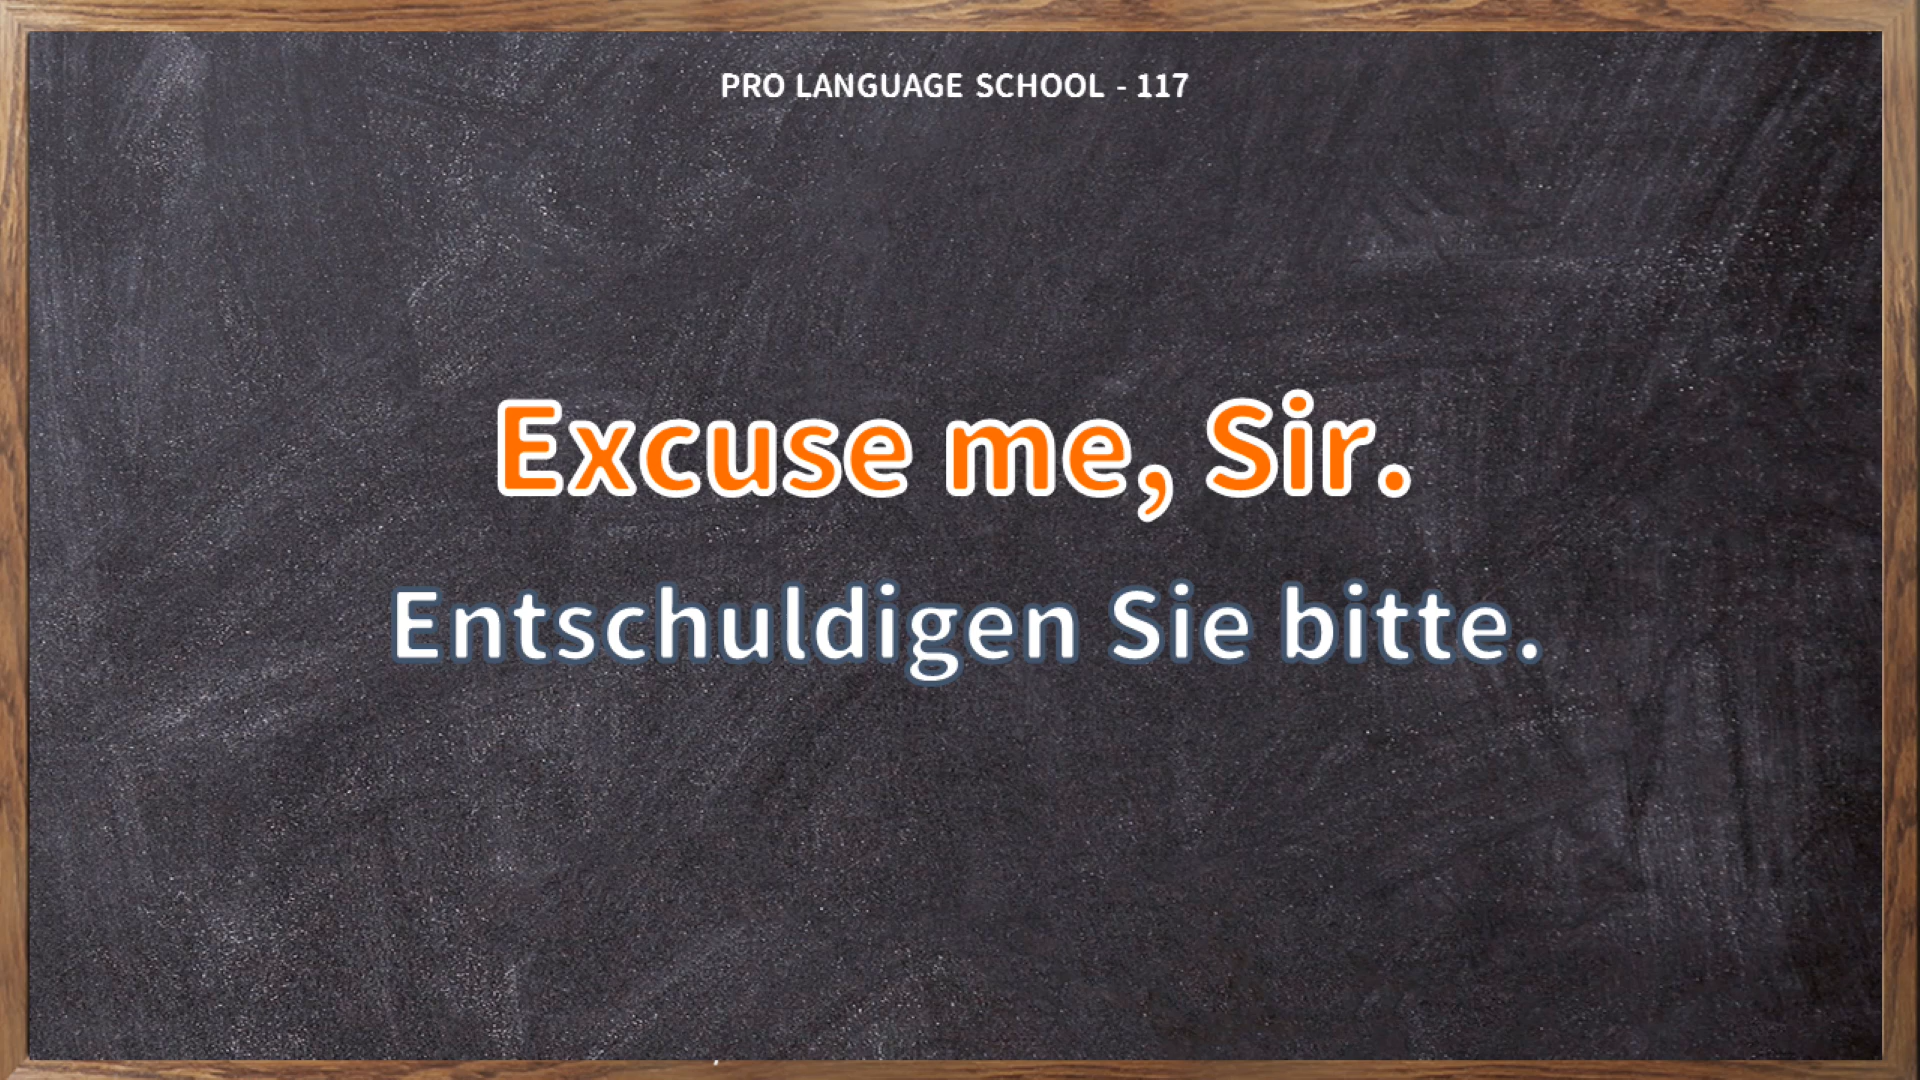 PRO LANGUAGE SCHOOL - 117
Excuse me, Sir.
Entschuldigen Sie bitte.